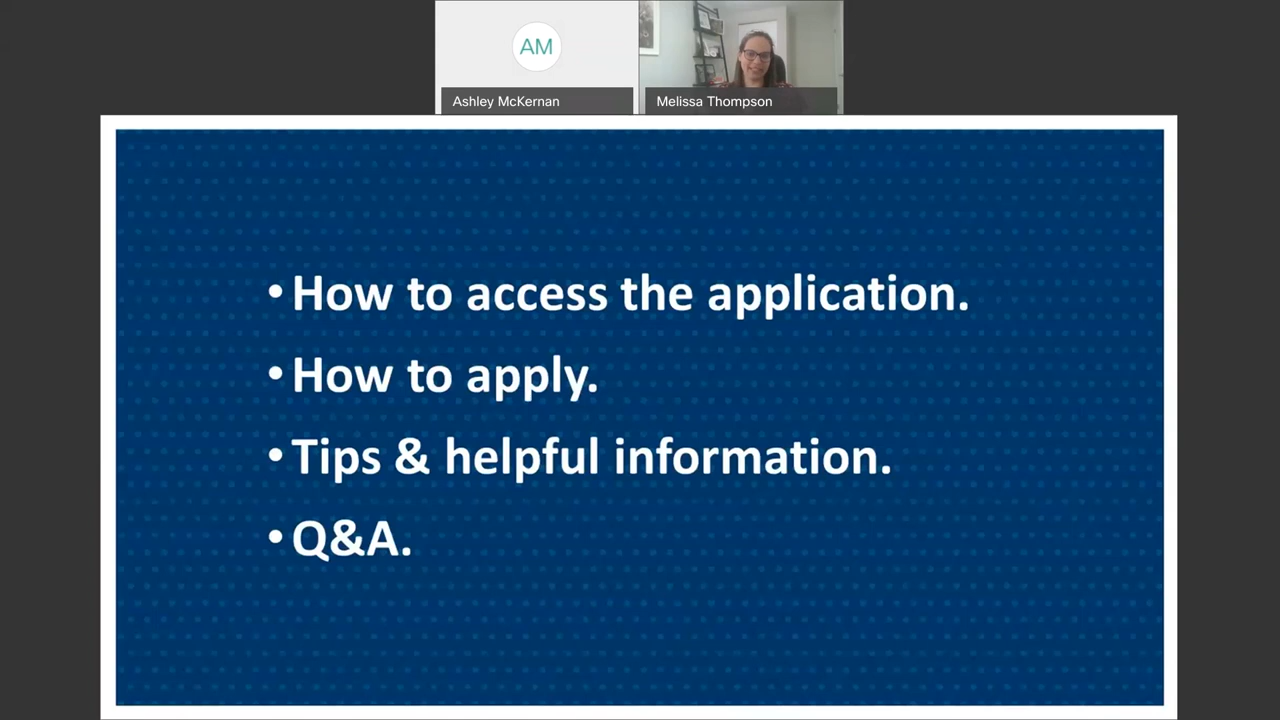 AM
Ashley McKernan
Melissa Thompson
• How to access the application.
• How to apply.
• Tips & helpful information.
• Q&A.